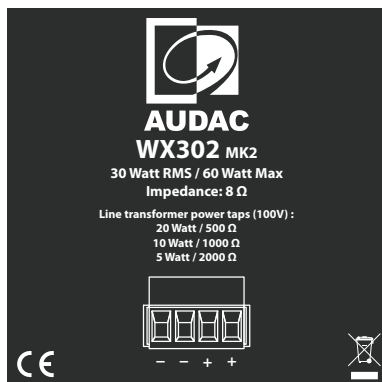 AUDAC
WX302 MK2
30 Watt RMS / 60 Watt Max
Impedance: 8 Ω
Line transformer power taps (100V) :
20 Watt / 500 Ω
10 Watt / 1000 Ω
5 Watt / 2000 Ω
− − + +
CE